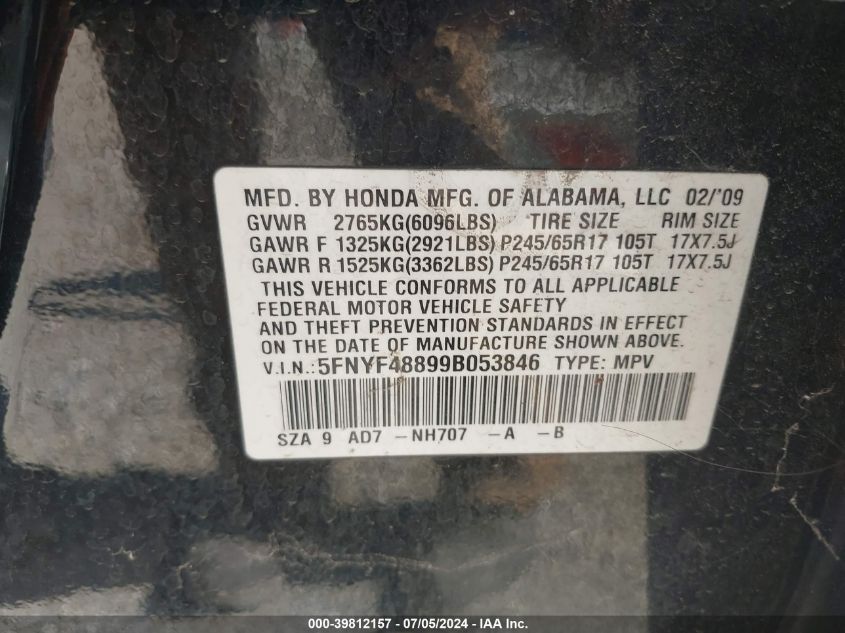 MFD. BY HONDA MFG. OF ALABAMA, LLC 02/'09
GVWR 2765KG(6096LBS) TIRE SIZE RIM SIZE
GAWR F 1325KG(2921LBS) P245/65R17 105T 17X7.5J
GAWR R 1525KG(3362LBS) P245/65R17 105T 17X7.5J
THIS VEHICLE CONFORMS TO ALL APPLICABLE
FEDERAL MOTOR VEHICLE SAFETY
AND THEFT PREVENTION STANDARDS IN EFFECT
ON THE DATE OF MANUFACTURE SHOWN ABOVE.
V.I.N.:5FNYF48899B053846 TYPE: MPV
SZA 9 AD7 -NH707 -A -B
000-39812157 - 07/05/2024 - IAA Inc.